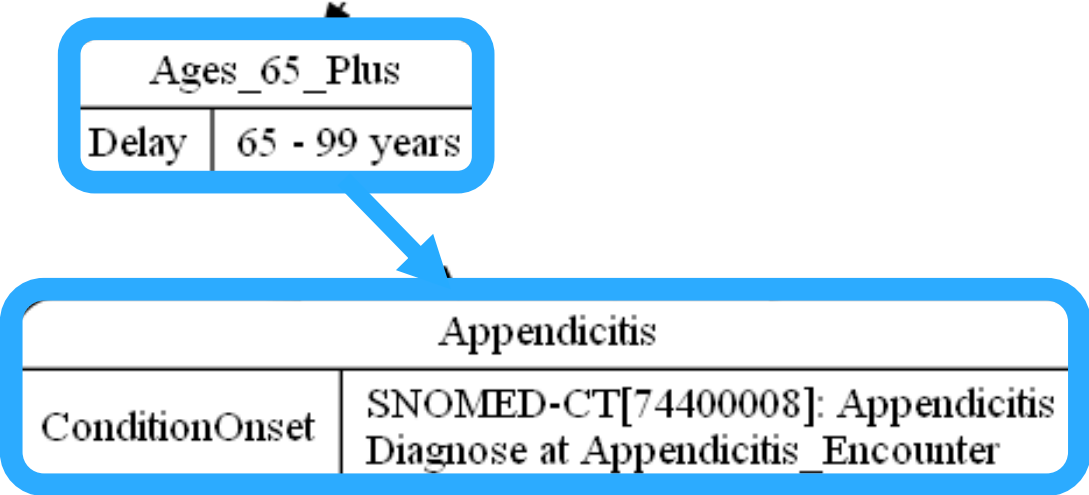 Ages_65_Plus
Delay 65 - 99 years
Appendicitis
ConditionOnset
SNOMED-CT[74400008]: Appendicitis
Diagnose at Appendicitis_Encounter